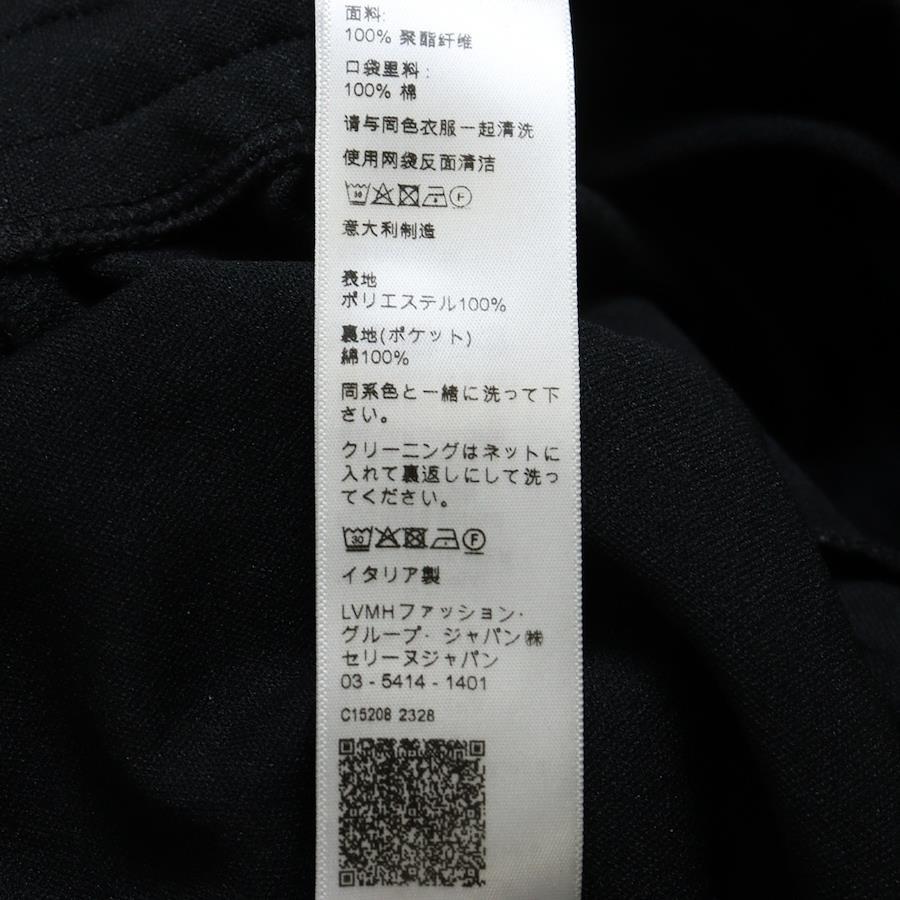 面料:
100% 聚酯纤维
口袋里料:
100% 棉
请与同色衣服一起清洗
使用网袋反面清洁
30 F
意大利制造
表地
ポリエステル100%
裏地(ポケット)
綿100%
同系色と一緒に洗って下
さい。
クリーニングはネットに
入れて裏返しにして洗っ
てください。
30 F
イタリア製
LVMHファッション・
グループ・ジャパン㈱
セリーヌジャパン
03 - 5414 - 1401
C15208 2328